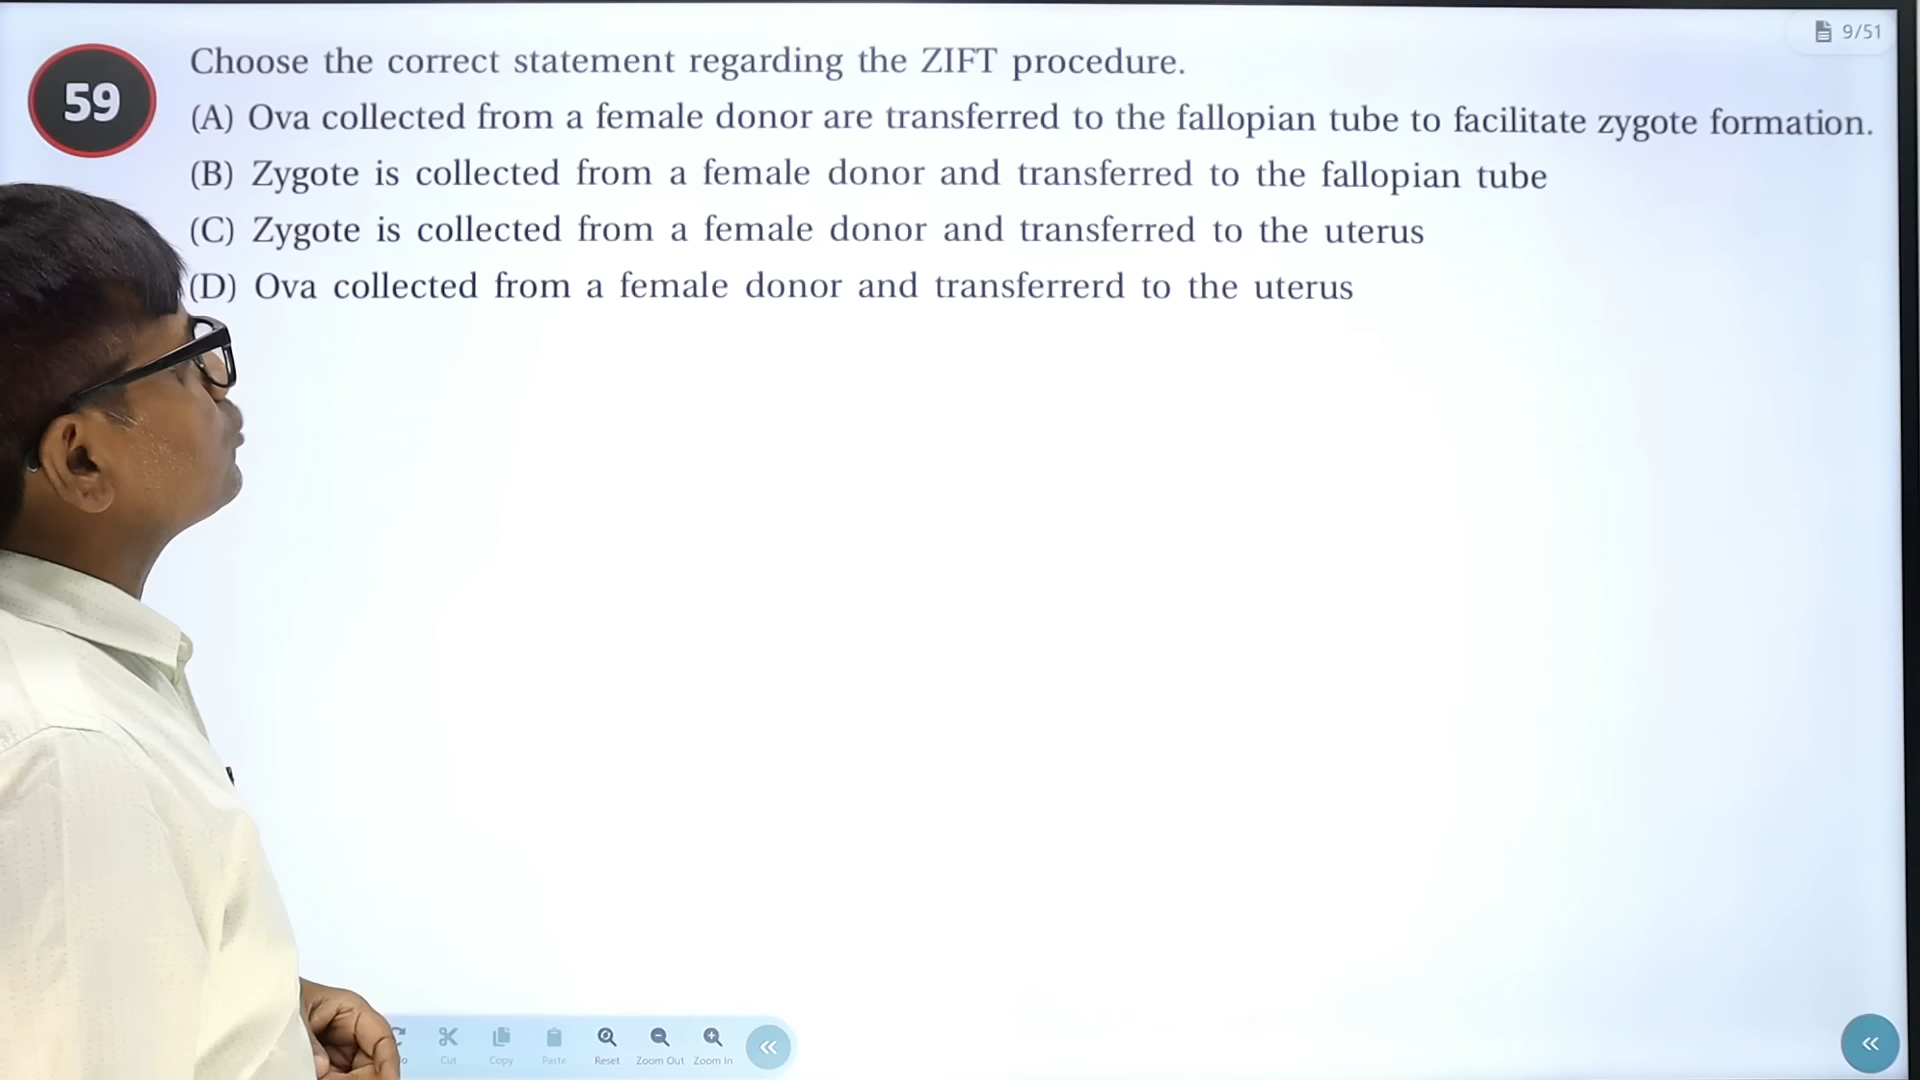 9/51
59
Choose the correct statement regarding the ZIFT procedure.
(A) Ova collected from a female donor are transferred to the fallopian tube to facilitate zygote formation.
(B) Zygote is collected from a female donor and transferred to the fallopian tube
(C) Zygote is collected from a female donor and transferred to the uterus
(D) Ova collected from a female donor and transferrerd to the uterus
Cut Copy Paste Reset Zoom Out Zoom In